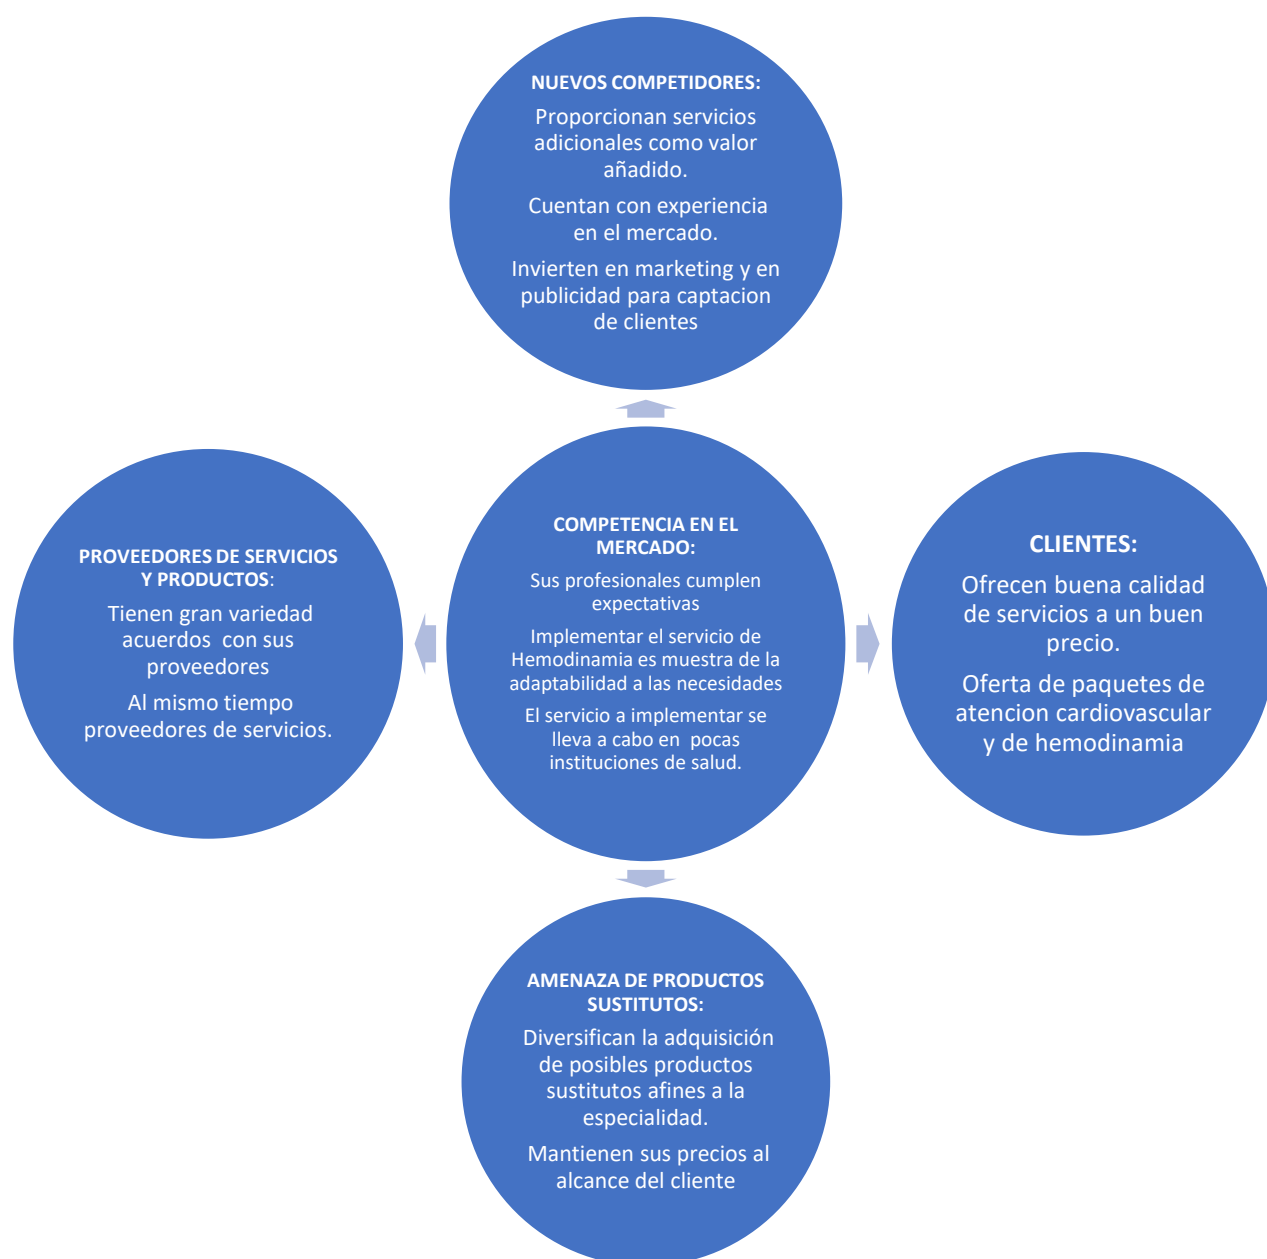 NUEVOS COMPETIDORES:
Proporcionan servicios
adicionales como valor
añadido.
Cuentan con experiencia
en el mercado.
Invierten en marketing y en
publicidad para captacion
de clientes
PROVEEDORES DE SERVICIOS
Y PRODUCTOS:
Tienen gran variedad
acuerdos con sus
proveedores
Al mismo tiempo
proveedores de servicios.
COMPETENCIA EN EL
MERCADO:
Sus profesionales cumplen
expectativas
Implementar el servicio de
Hemodinamia es muestra de la
adaptabilidad a las necesidades
El servicio a implementar se
lleva a cabo en pocas
instituciones de salud.
CLIENTES:
Ofrecen buena calidad
de servicios a un buen
precio.
Oferta de paquetes de
atencion cardiovascular
y de hemodinamia
AMENAZA DE PRODUCTOS
SUSTITUTOS:
Diversifican la adquisición
de posibles productos
sustitutos afines a la
especialidad.
Mantienen sus precios al
alcance del cliente